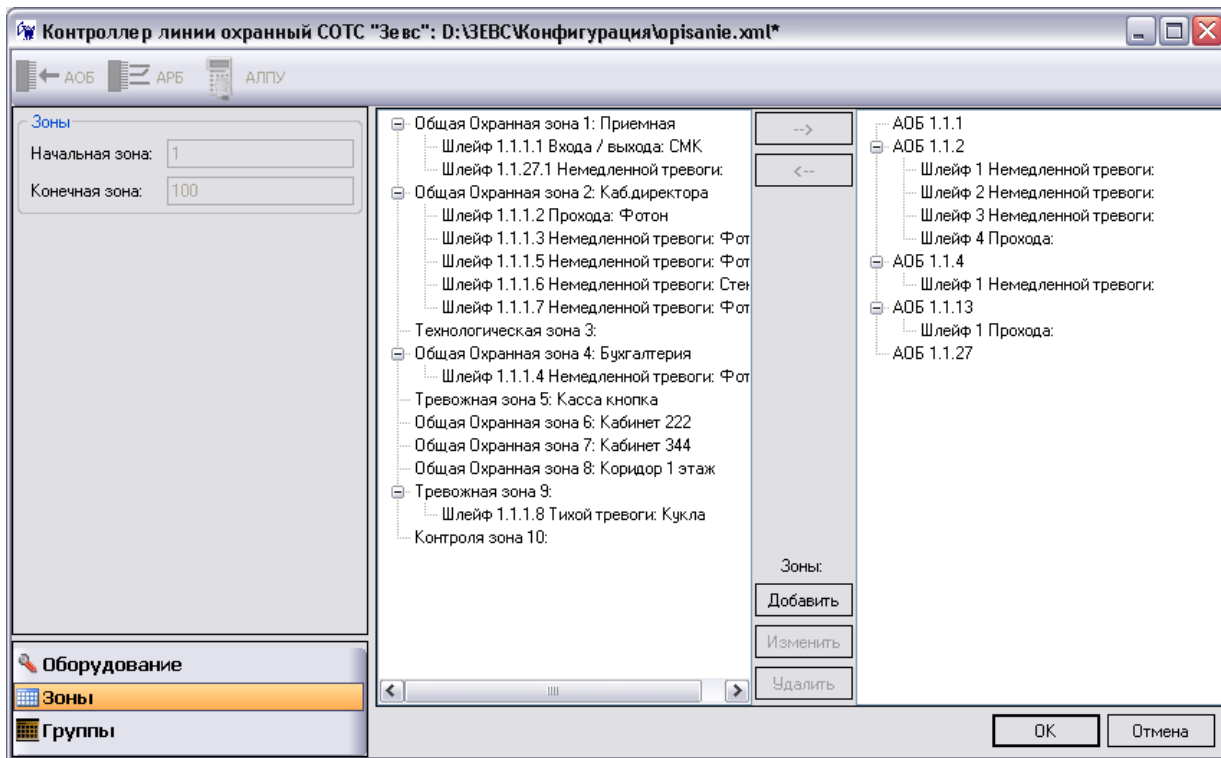 Контроллер линии охранный СОТС "Зевс": D:\ЗЕВС\Конфигурация\opisanie.xml*
АОБ АРБ АЛПУ
Зоны
Начальная зона: 1
Конечная зона: 100
Оборудование
Зоны
Группы
Общая Охранная зона 1: Приемная
Шлейф 1.1.1.1 Входа / выхода: СМК
Шлейф 1.1.27.1 Немедленной тревоги:
Общая Охранная зона 2: Каб.директора
Шлейф 1.1.1.2 Прохода: Фотон
Шлейф 1.1.1.3 Немедленной тревоги: Фот
Шлейф 1.1.1.5 Немедленной тревоги: Фот
Шлейф 1.1.1.6 Немедленной тревоги: Стек
Шлейф 1.1.1.7 Немедленной тревоги: Фот
Технологическая зона 3:
Общая Охранная зона 4: Бухгалтерия
Шлейф 1.1.1.4 Немедленной тревоги: Фот
Тревожная зона 5: Касса кнопка
Общая Охранная зона 6: Кабинет 222
Общая Охранная зона 7: Кабинет 344
Общая Охранная зона 8: Коридор 1 этаж
Тревожная зона 9:
Шлейф 1.1.1.8 Тихой тревоги: Кукла
Контроля зона 10:
-->
<--
Зоны:
Добавить
Изменить
Удалить
АОБ 1.1.1
АОБ 1.1.2
Шлейф 1 Немедленной тревоги:
Шлейф 2 Немедленной тревоги:
Шлейф 3 Немедленной тревоги:
Шлейф 4 Прохода:
АОБ 1.1.4
Шлейф 1 Немедленной тревоги:
АОБ 1.1.13
Шлейф 1 Прохода:
АОБ 1.1.27
OK Отмена